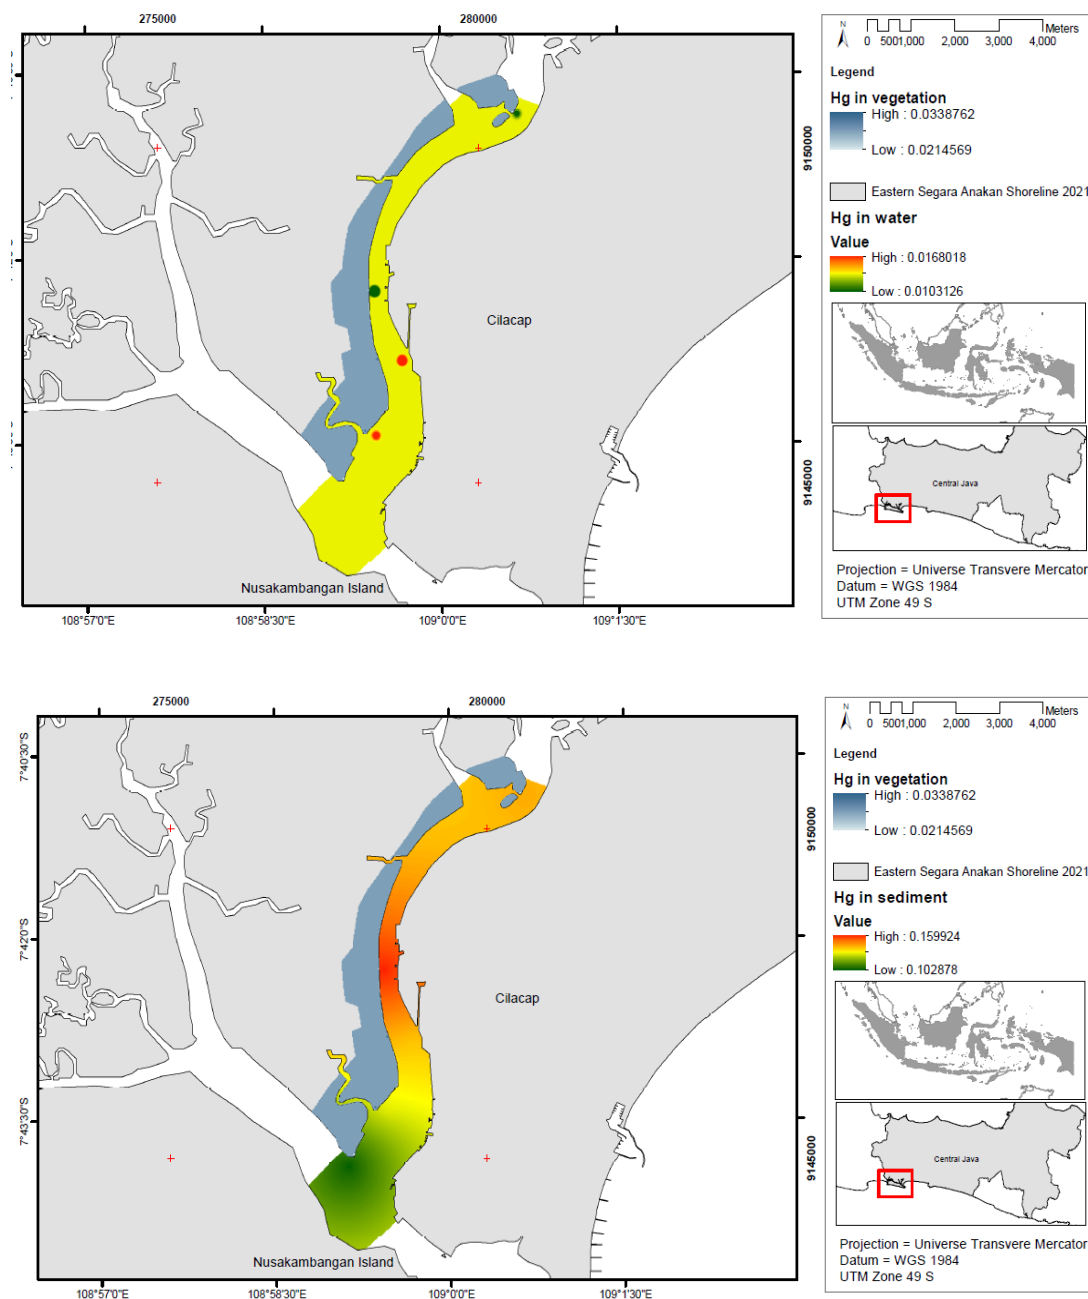 275000
280000
N
Meters
0 5001,000 2,000 3,000 4,000
Legend
Hg in vegetation
High : 0.0338762
Low : 0.0214569
Eastern Segara Anakan Shoreline 2021
Hg in water
Value
High : 0.0168018
Low : 0.0103126
9150000
9145000
Cilacap
Nusakambangan Island
Central Java
Projection = Universe Transvere Mercator
Datum = WGS 1984
UTM Zone 49 S
108°57'0"E
108°58'30"E
109°0'0"E
109°1'30"E
275000
280000
N
Meters
0 5001,000 2,000 3,000 4,000
Legend
Hg in vegetation
High : 0.0338762
Low : 0.0214569
Eastern Segara Anakan Shoreline 2021
Hg in sediment
Value
High : 0.159924
Low : 0.102878
7°40'30"S
7°42'0"S
7°43'30"S
9150000
9145000
Cilacap
Nusakambangan Island
Central Java
Projection = Universe Transvere Mercator
Datum = WGS 1984
UTM Zone 49 S
108°57'0"E
108°58'30"E
109°0'0"E
109°1'30"E